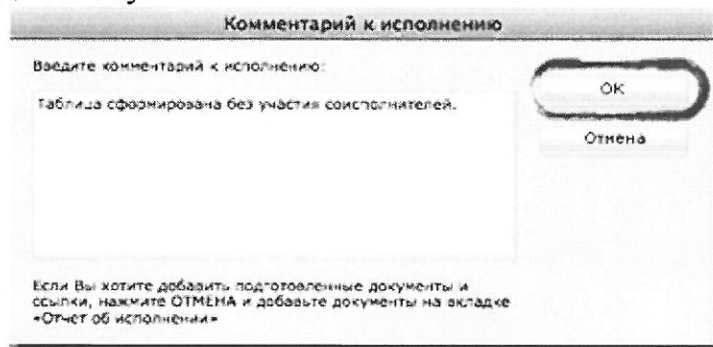 Комментарий к исполнению
Введите комментарий к исполнению:
Таблица сформирована без участия соисполнителей.
ОК
Отмена
Если Вы хотите добавить подготовленные документы и
ссылки, нажмите ОТМЕНА и добавьте документы на вкладке
«Отчет об исполнении»